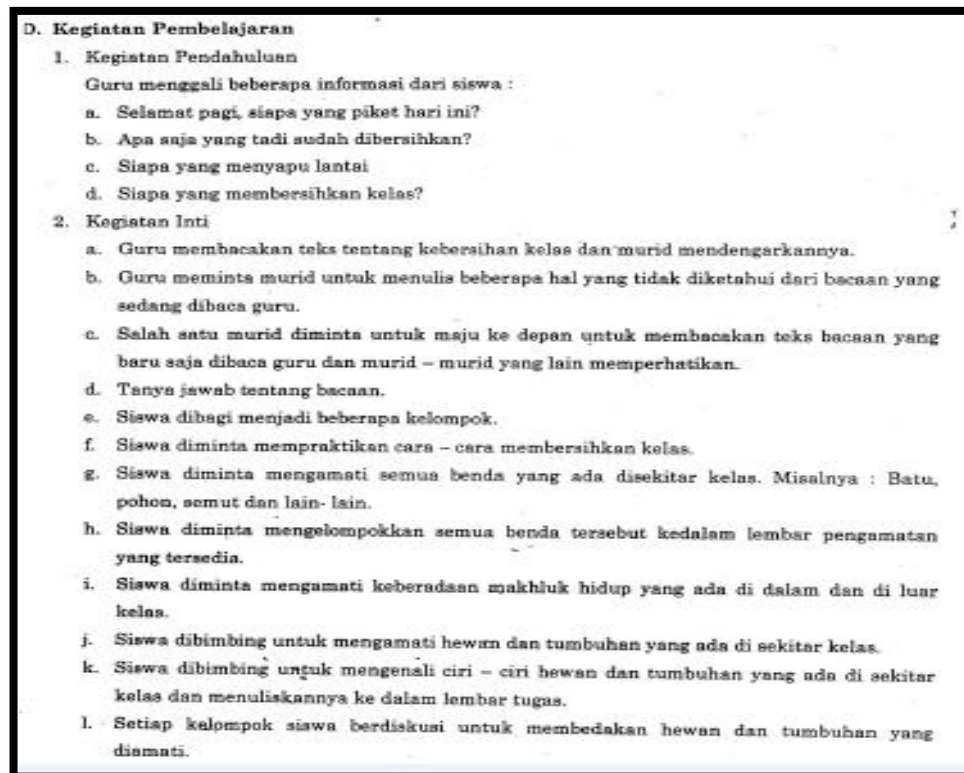 D. Kegiatan Pembelajaran
1. Kegiatan Pendahuluan
Guru menggali beberapa informasi dari siswa :
a. Selamat pagi, siapa yang piket hari ini?
b. Apa saja yang tadi sudah dibersihkan?
c. Siapa yang menyapu lantai
d. Siapa yang membersihkan kelas?
2. Kegiatan Inti
a. Guru membacakan teks tentang kebersihan kelas dan murid mendengarkannya.
b. Guru meminta murid untuk menulis beberapa hal yang tidak diketahui dari bacaan yang
sedang dibaca guru.
c. Salah satu murid diminta untuk maju ke depan untuk membacakan teks bacaan yang
baru saja dibaca guru dan murid – murid yang lain memperhatikan.
d. Tanya jawab tentang bacaan.
e. Siswa dibagi menjadi beberapa kelompok.
f. Siswa diminta mempraktikan cara – cara membersihkan kelas.
g. Siswa diminta mengamati semua benda yang ada disekitar kelas. Misalnya : Batu,
pohon, semut dan lain- lain.
h. Siswa diminta mengelompokkan semua benda tersebut kedalam lembar pengamatan
yang tersedia.
i. Siswa diminta mengamati keberadaan makhluk hidup yang ada di dalam dan di luar
kelas.
j. Siswa dibimbing untuk mengamati hewan dan tumbuhan yang ada di sekitar kelas.
k. Siswa dibimbing untuk mengenali ciri – ciri hewan dan tumbuhan yang ada di sekitar
kelas dan menuliskannya ke dalam lembar tugas.
l. Setiap kelompok siswa berdiskusi untuk membedakan hewan dan tumbuhan yang
diamati.